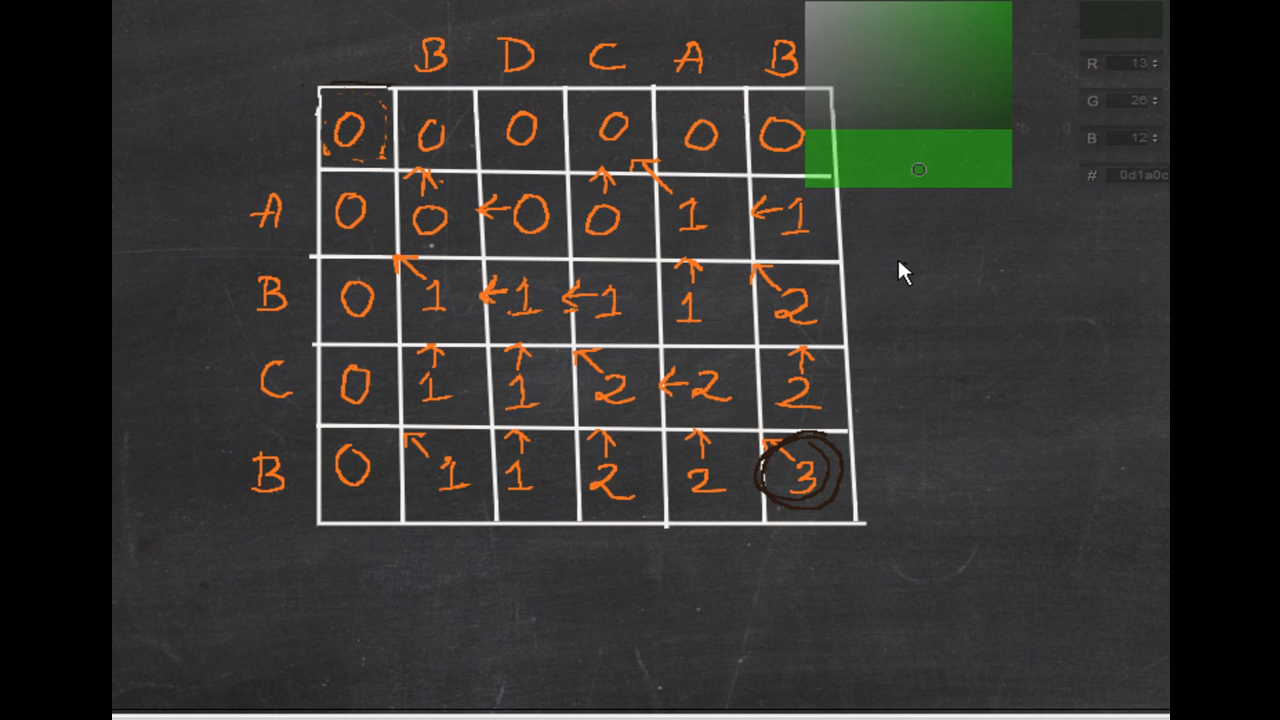 B D C A B
0 0 0 0 0 0
A 0 ↑0 ←0 ↑0 ↖1 ←1
B 0 ↖1 ←1 ←1 ↑1 ↖2
C 0 ↑1 ↑1 ↖2 ←2 ↑2
B 0 ↖1 ↑1 ↑2 ↑2 ↖3
R 13
G 26
B 12
# 0d1a0c